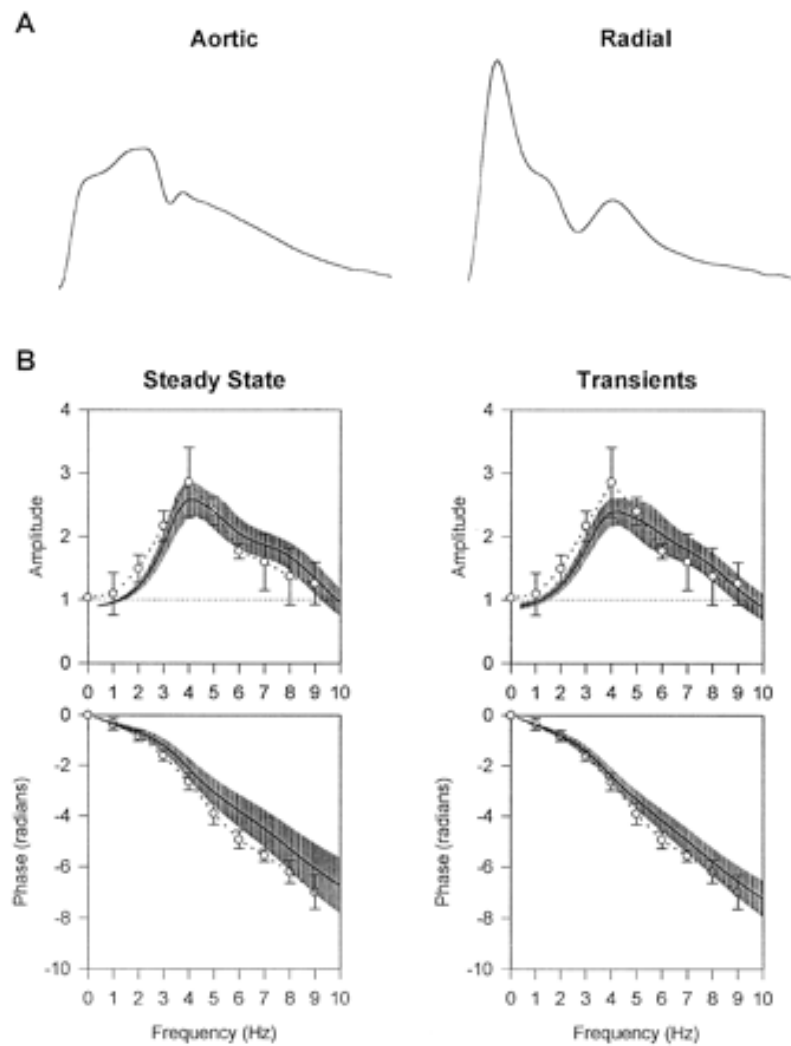 A
Aortic Radial
B
Steady State Transients
4 4
3 3
2 2
1 1
0 0
Amplitude Amplitude
0 1 2 3 4 5 6 7 8 9 10 0 1 2 3 4 5 6 7 8 9 10
0 0
-2 -2
-4 -4
-6 -6
-8 -8
-10 -10
Phase (radians) Phase (radians)
0 1 2 3 4 5 6 7 8 9 10 0 1 2 3 4 5 6 7 8 9 10
Frequency (Hz) Frequency (Hz)